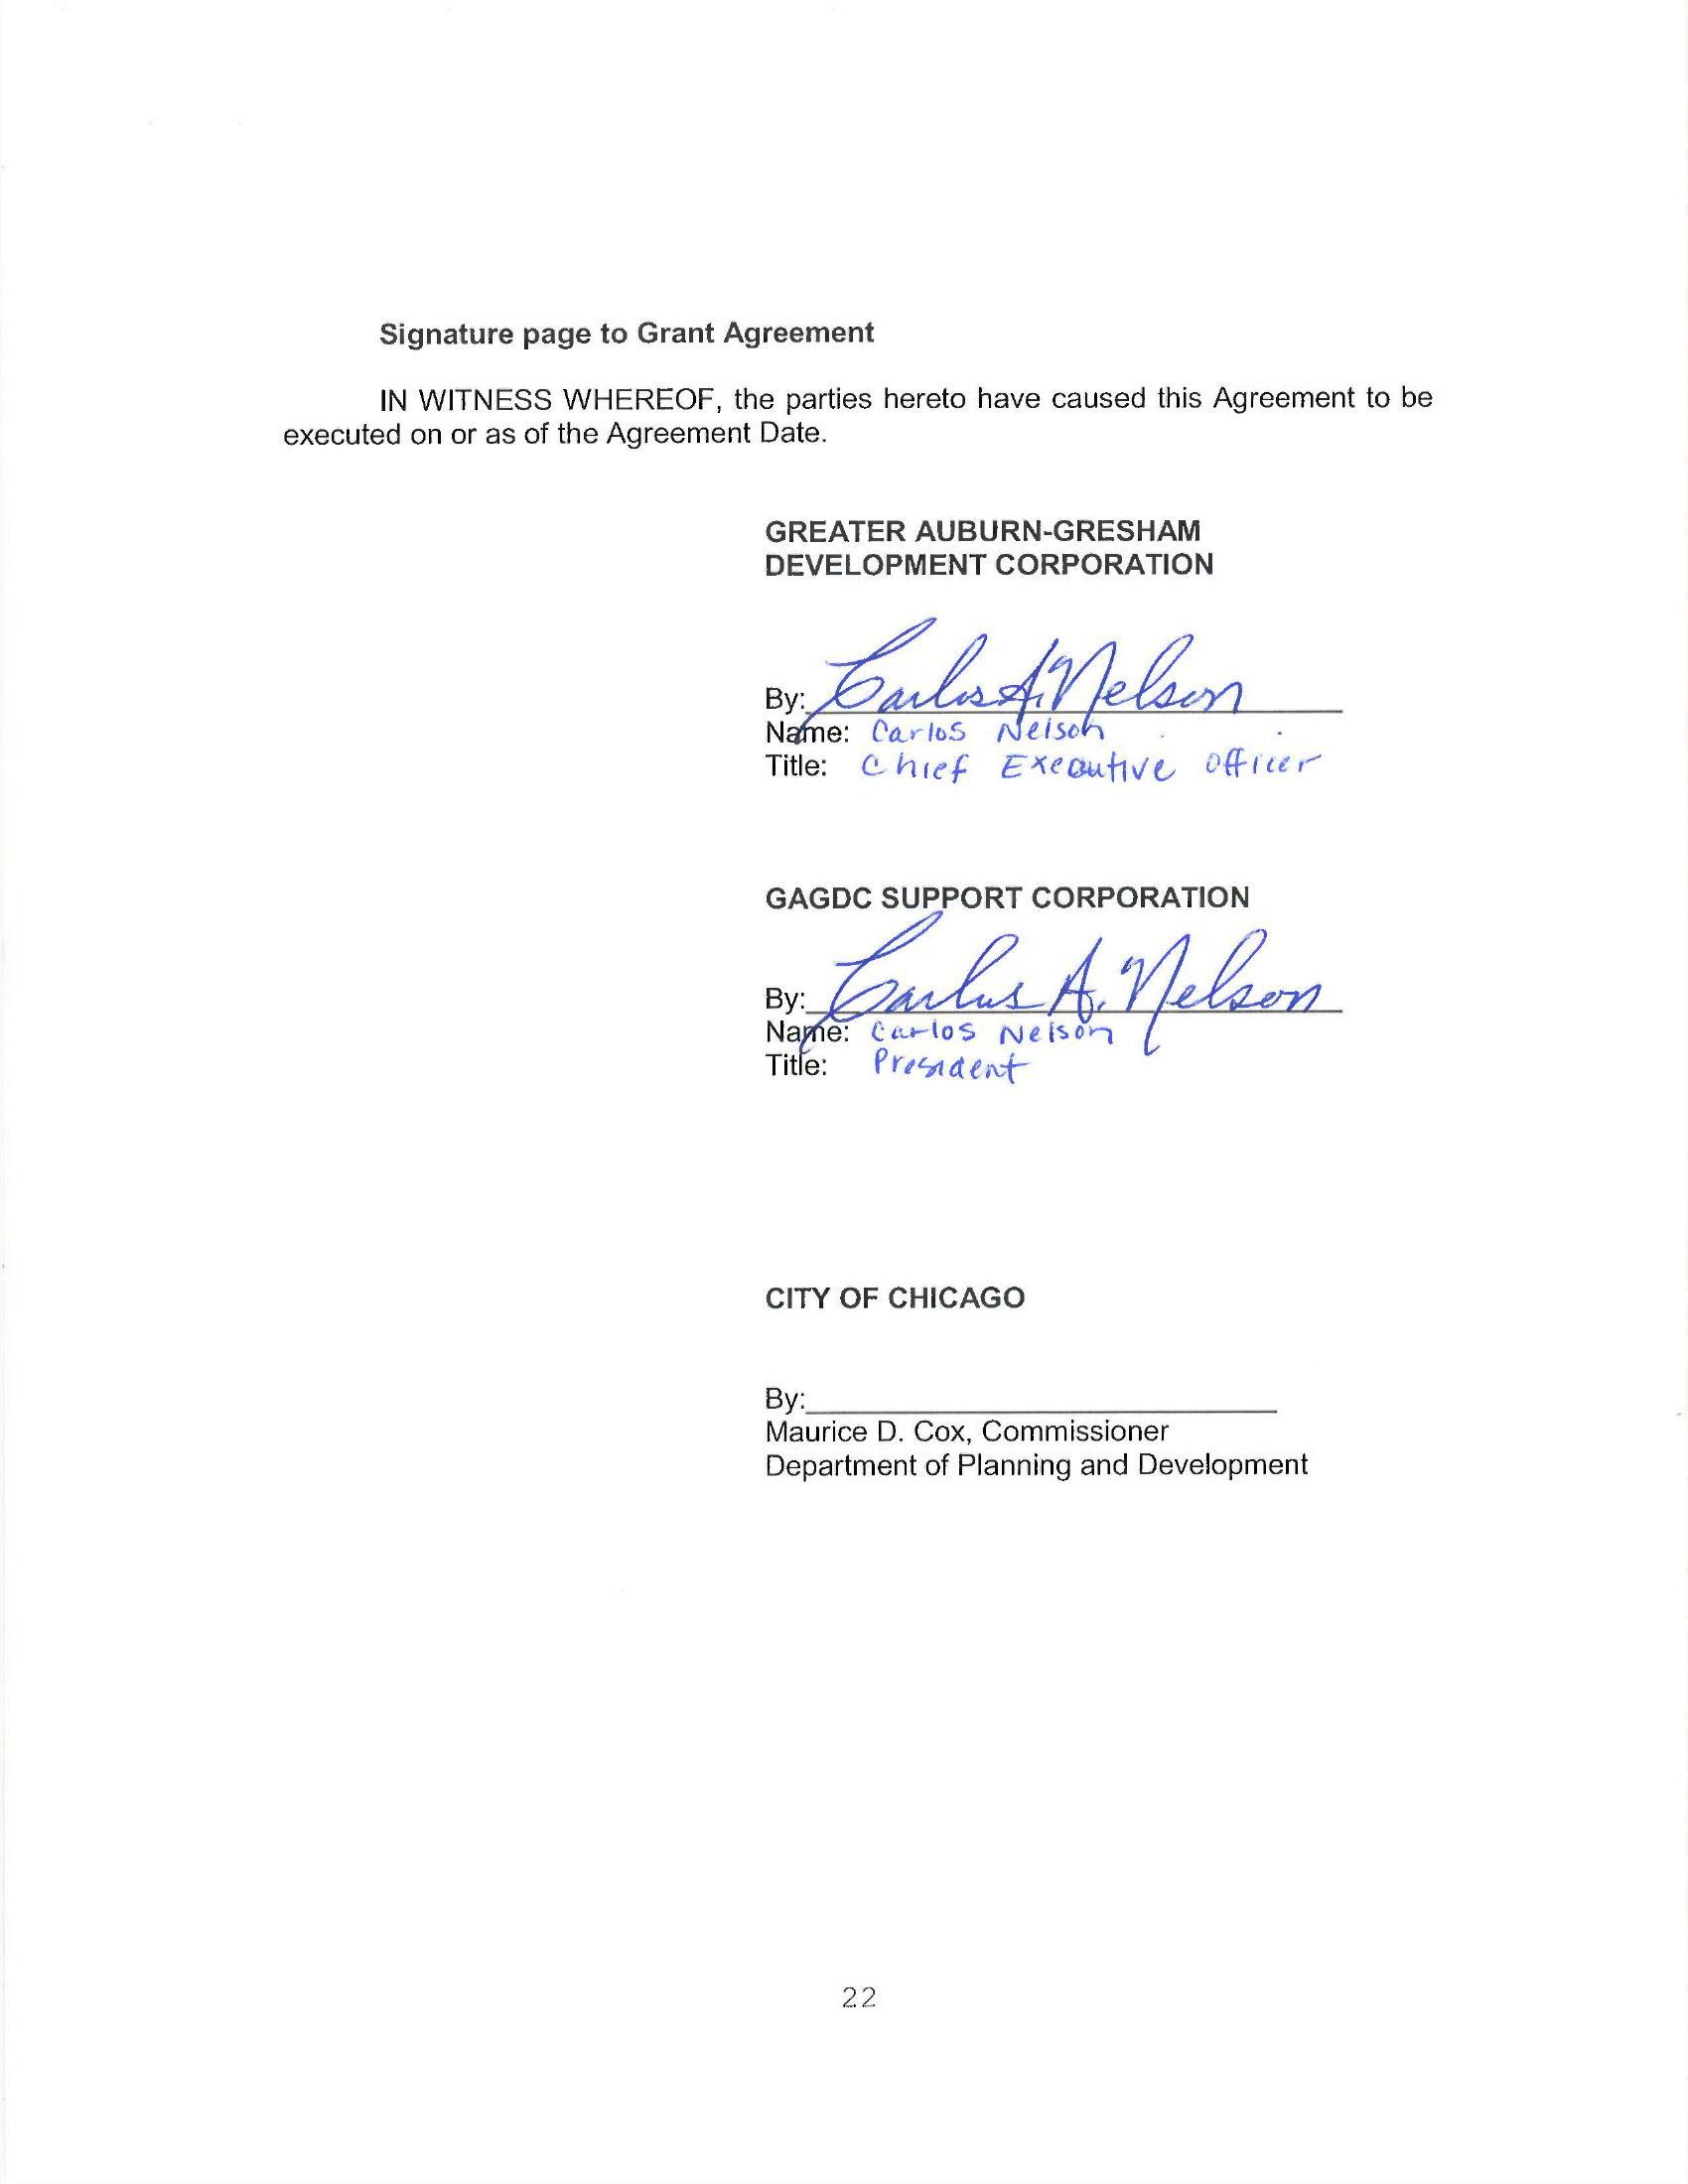 Signature page to Grant Agreement
IN WITNESS WHEREOF, the parties hereto have caused this Agreement to be
executed on or as of the Agreement Date.
GREATER AUBURN-GRESHAM
DEVELOPMENT CORPORATION
By: Carlos A. Nelson
Name: Carlos Nelson
Title: Chief Executive Officer
GAGDC SUPPORT CORPORATION
By: Carlos A. Nelson
Name: Carlos Nelson
Title: President
CITY OF CHICAGO
By:
Maurice D. Cox, Commissioner
Department of Planning and Development
22